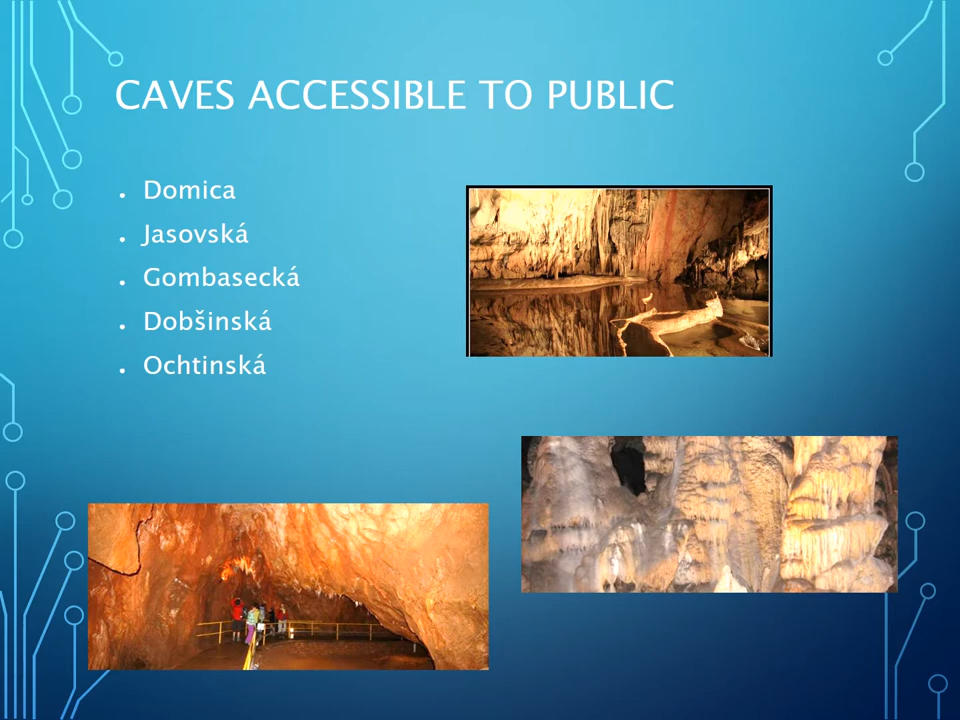 CAVES ACCESSIBLE TO PUBLIC
Domica
Jasovská
Gombasecká
Dobšinská
Ochtinská